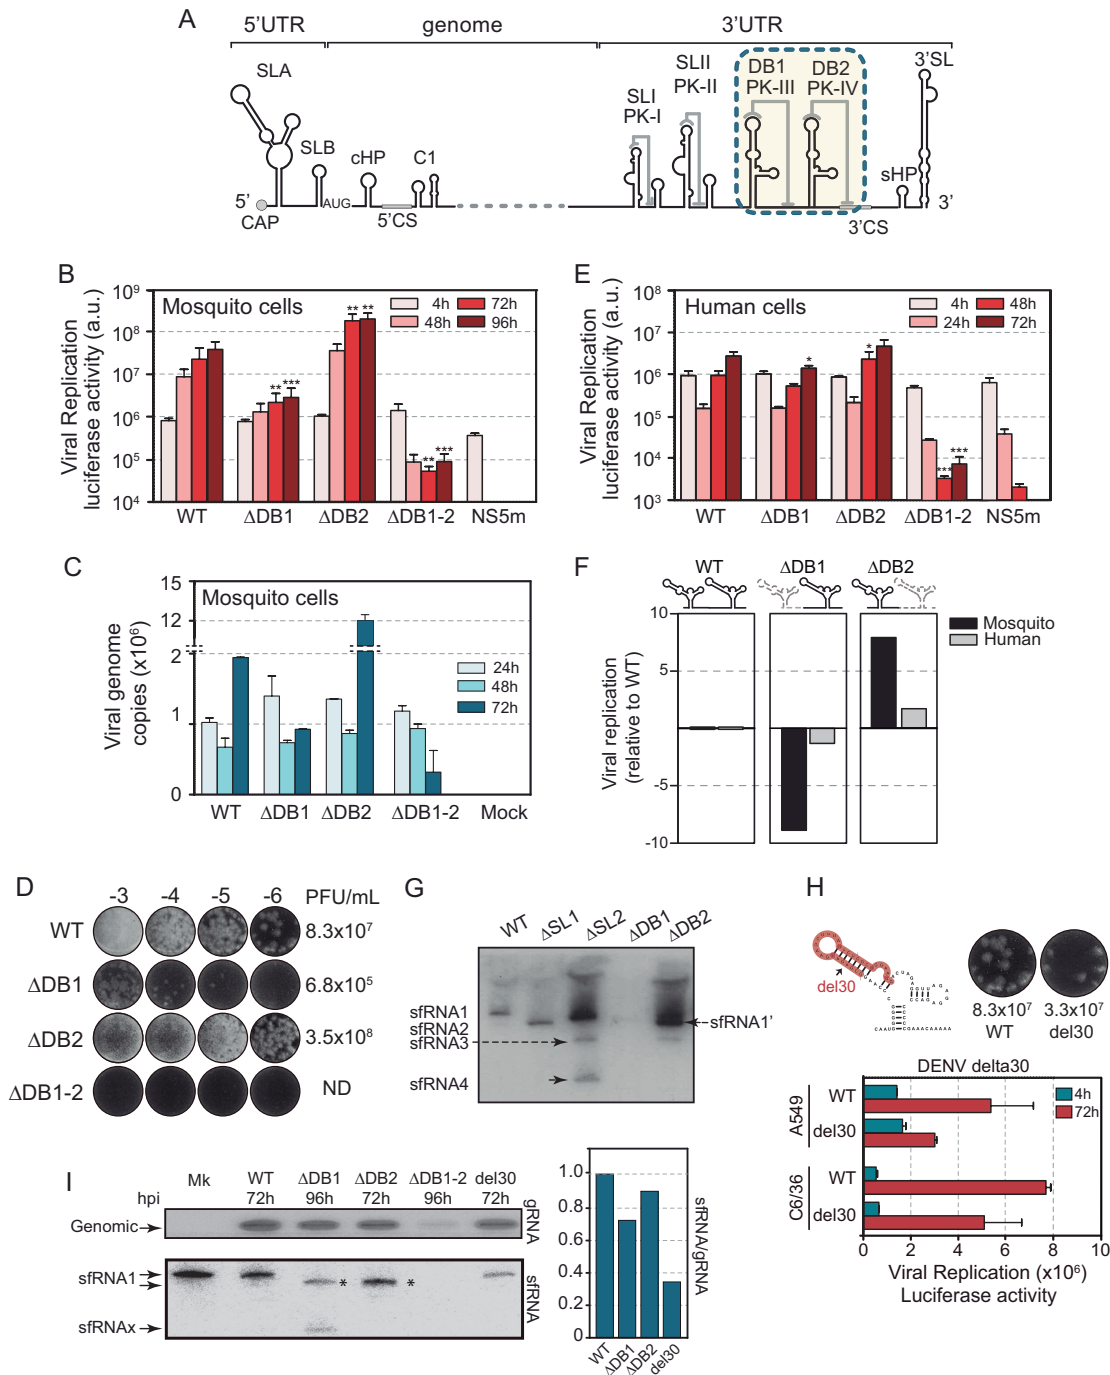 A
5'UTR
genome
3'UTR
SLA
SLB
cHP
C1
5'
CAP
AUG
5'CS
SLI
PK-I
SLII
PK-II
DB1
PK-III
DB2
PK-IV
3'SL
sHP
3'CS
3'
B
Mosquito cells
4h
72h
48h
96h
Viral Replication
luciferase activity (a.u.)
10⁹
10⁸
10⁷
10⁶
10⁵
10⁴
** *** ** ** ** ***
WT ΔDB1 ΔDB2 ΔDB1-2 NS5m
E
Human cells
4h
48h
24h
72h
Viral Replication
luciferase activity (a.u.)
10⁸
10⁷
10⁶
10⁵
10⁴
10³
* * *** ***
WT ΔDB1 ΔDB2 ΔDB1-2 NS5m
C
Mosquito cells
Viral genome
copies (x10⁶)
15
12
2
1
0
24h
48h
72h
WT ΔDB1 ΔDB2 ΔDB1-2 Mock
F
WT ΔDB1 ΔDB2
Viral replication
(relative to WT)
10
5
0
-5
-10
Mosquito
Human
D
-3 -4 -5 -6 PFU/mL
WT 8.3x10⁷
ΔDB1 6.8x10⁵
ΔDB2 3.5x10⁸
ΔDB1-2 ND
G
WT ΔSL1 ΔSL2 ΔDB1 ΔDB2
sfRNA1
sfRNA2
sfRNA3
sfRNA4
sfRNA1'
H
del30
8.3x10⁷
WT
3.3x10⁷
del30
CAAUG CGAAACAAAAA
DENV delta30
A549
WT
del30
C6/36
WT
del30
4h
72h
0 2 4 6 8 10
Viral Replication (x10⁶)
Luciferase activity
I
hpi
Mk WT ΔDB1 ΔDB2 ΔDB1-2 del30
72h 96h 72h 96h 72h
Genomic
gRNA
sfRNA1
sfRNAx
* *
sfRNA
1.0
0.8
0.6
0.4
0.2
0
sfRNA/gRNA
WT ΔDB1 ΔDB2 del30